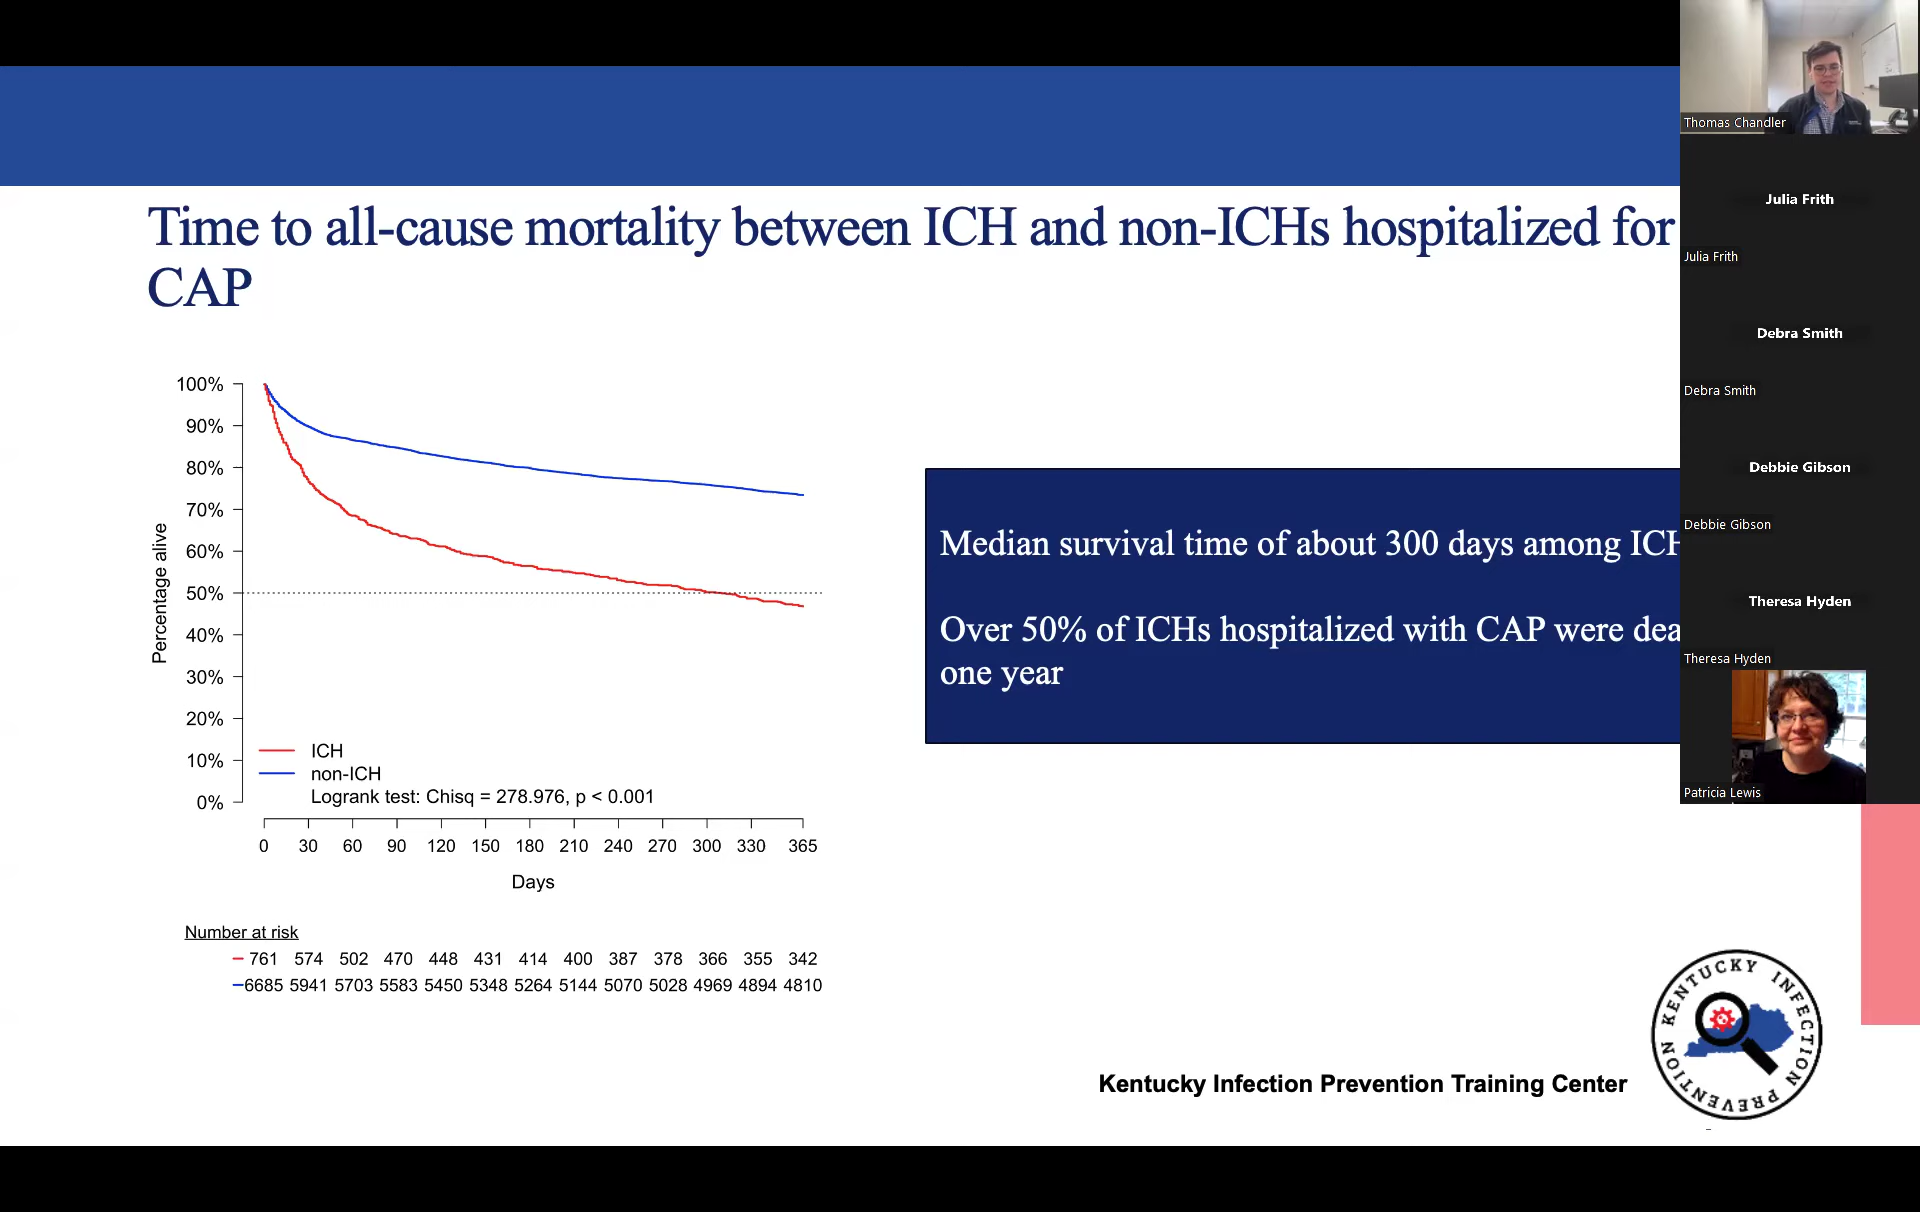 Time to all-cause mortality between ICH and non-ICHs hospitalized for
CAP
100%
90%
80%
70%
60%
50%
40%
30%
20%
10%
0%
Percentage alive
ICH
non-ICH
Logrank test: Chisq = 278.976, p < 0.001
0 30 60 90 120 150 180 210 240 270 300 330 365
Days
Number at risk
761 574 502 470 448 431 414 400 387 378 366 355 342
6685 5941 5703 5583 5450 5348 5264 5144 5070 5028 4969 4894 4810
Median survival time of about 300 days among
Over 50% of ICHs hospitalized with CAP were
one year
Kentucky Infection Prevention Training Center
KENTUCKY INFECTION PREVENTION
Thomas Chandler
Julia Frith
Julia Frith
Debra Smith
Debra Smith
Debbie Gibson
Debbie Gibson
Theresa Hyden
Theresa Hyden
Patricia Lewis